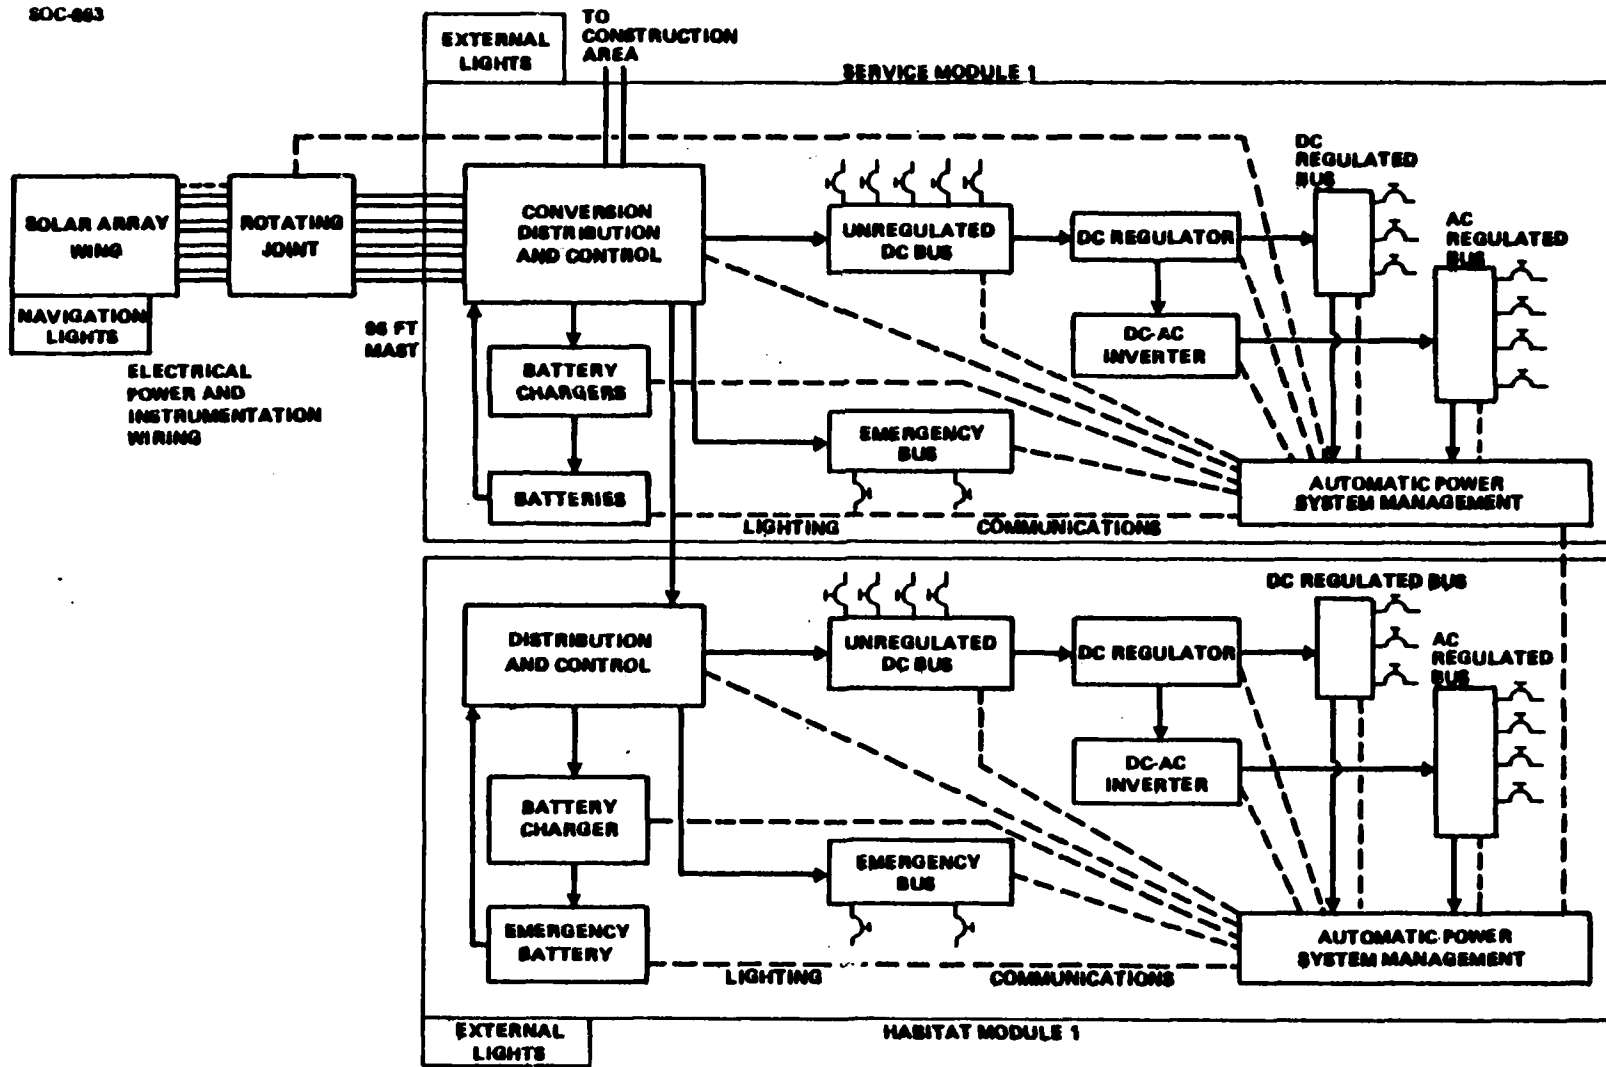 SOC-663
EXTERNAL
LIGHTS
TO
CONSTRUCTION
AREA
SERVICE MODULE 1
SOLAR ARRAY
WING
ROTATING
JOINT
NAVIGATION
LIGHTS
ELECTRICAL
POWER AND
INSTRUMENTATION
WIRING
96 FT
MAST
CONVERSION
DISTRIBUTION
AND CONTROL
BATTERY
CHARGERS
BATTERIES
UNREGULATED
DC BUS
EMERGENCY
BUS
LIGHTING
COMMUNICATIONS
DC REGULATOR
DC-AC
INVERTER
DC
REGULATED
BUS
AC
REGULATED
BUS
AUTOMATIC POWER
SYSTEM MANAGEMENT
DISTRIBUTION
AND CONTROL
BATTERY
CHARGER
EMERGENCY
BATTERY
UNREGULATED
DC BUS
EMERGENCY
BUS
LIGHTING
COMMUNICATIONS
DC REGULATOR
DC-AC
INVERTER
DC REGULATED BUS
AC
REGULATED
BUS
AUTOMATIC POWER
SYSTEM MANAGEMENT
EXTERNAL
LIGHTS
HABITAT MODULE 1